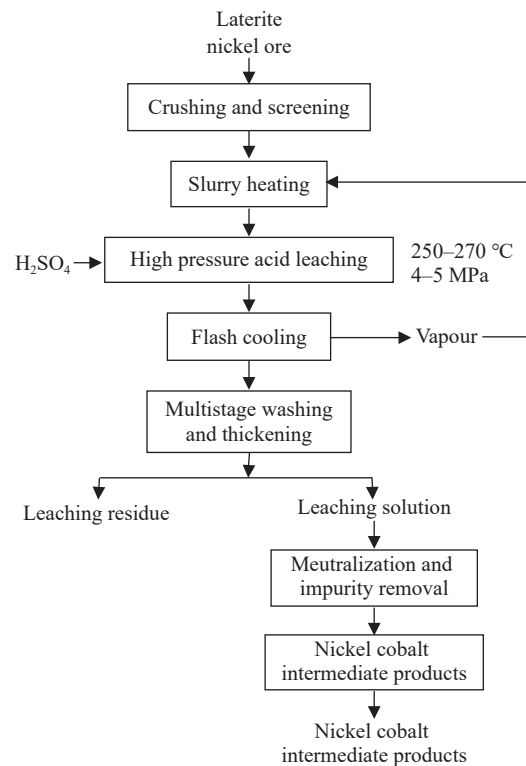 Laterite
nickel ore
Crushing and screening
Slurry heating
H₂SO₄
High pressure acid leaching
250–270 ℃
4–5 MPa
Flash cooling
Vapour
Multistage washing
and thickening
Leaching residue
Leaching solution
Meutralization and
impurity removal
Nickel cobalt
intermediate products
Nickel cobalt
intermediate products